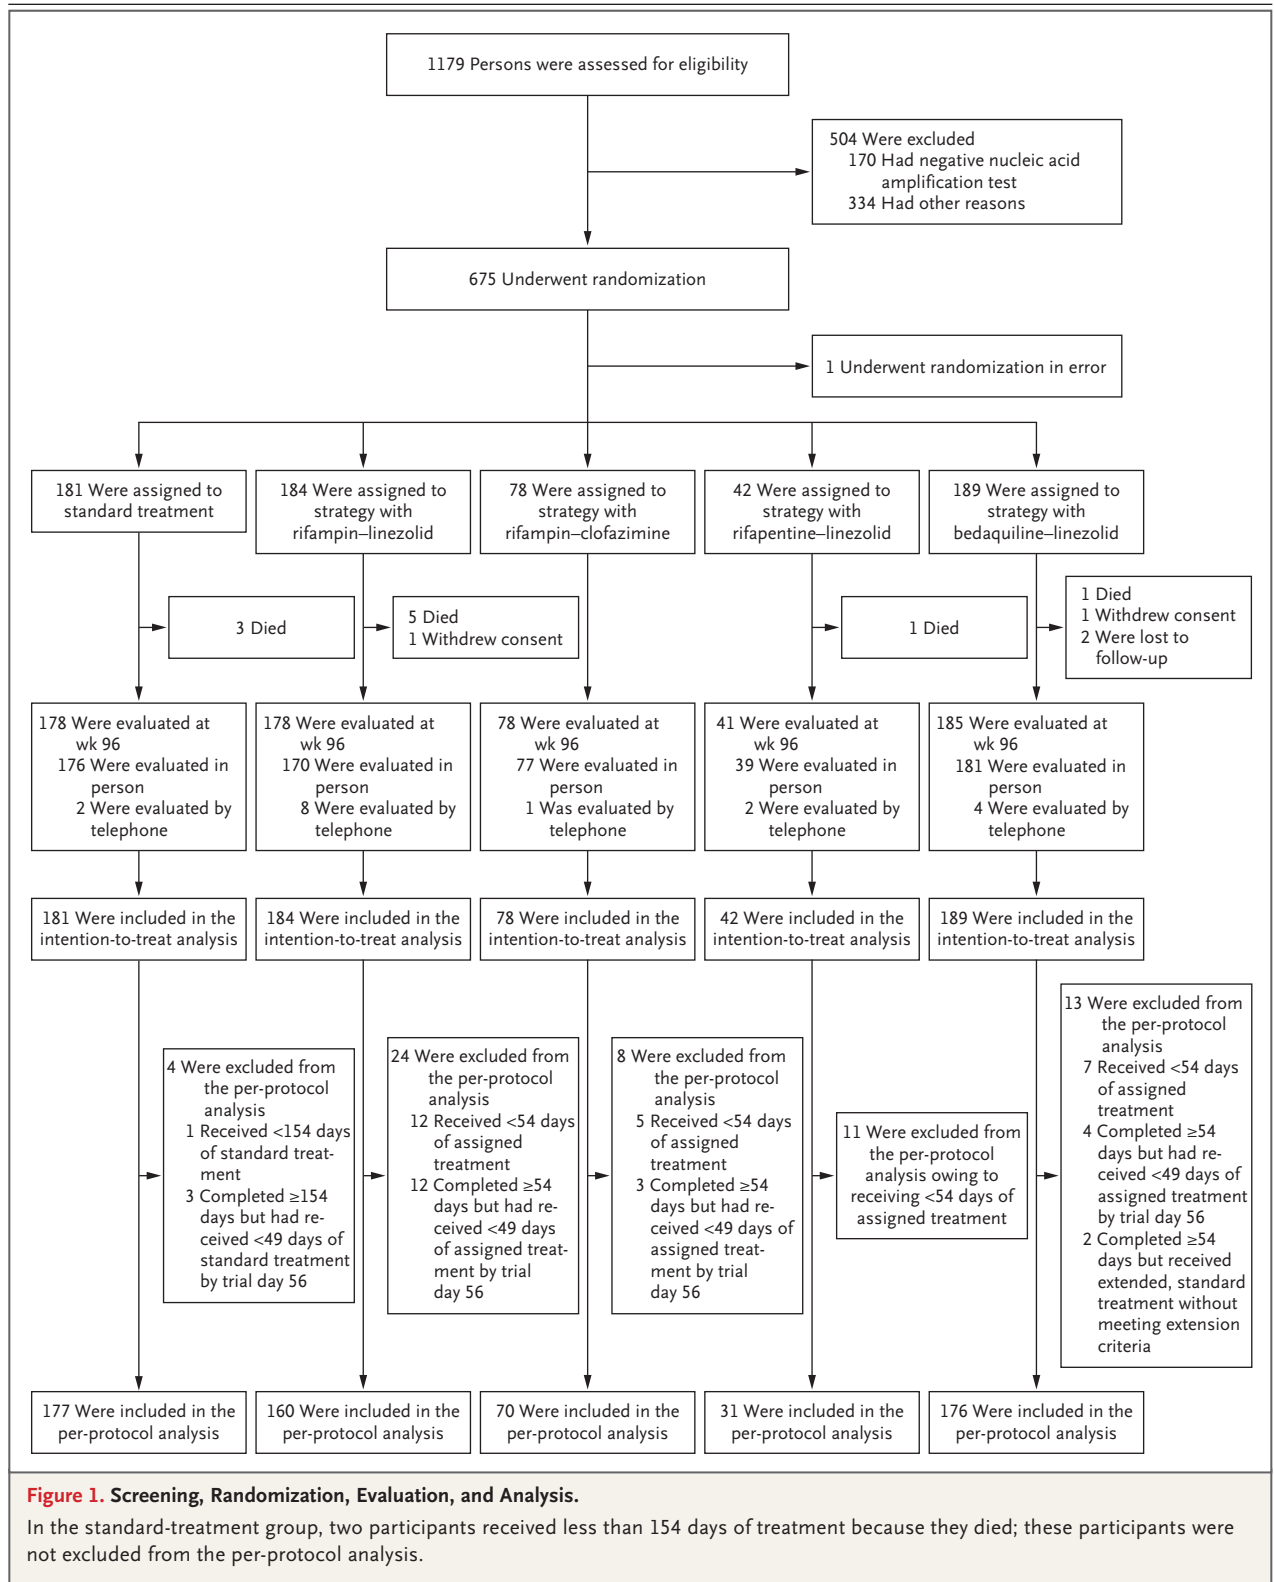 1179 Persons were assessed for eligibility
504 Were excluded
170 Had negative nucleic acid
amplification test
334 Had other reasons
675 Underwent randomization
1 Underwent randomization in error
181 Were assigned to
standard treatment
184 Were assigned to
strategy with
rifampin–linezolid
78 Were assigned to
strategy with
rifampin–clofazimine
42 Were assigned to
strategy with
rifapentine–linezolid
189 Were assigned to
strategy with
bedaquiline–linezolid
3 Died
5 Died
1 Withdrew consent
1 Died
1 Died
1 Withdrew consent
2 Were lost to
follow-up
178 Were evaluated at
wk 96
176 Were evaluated in
person
2 Were evaluated by
telephone
178 Were evaluated at
wk 96
170 Were evaluated in
person
8 Were evaluated by
telephone
78 Were evaluated at
wk 96
77 Were evaluated in
person
1 Was evaluated by
telephone
41 Were evaluated at
wk 96
39 Were evaluated in
person
2 Were evaluated by
telephone
185 Were evaluated at
wk 96
181 Were evaluated in
person
4 Were evaluated by
telephone
181 Were included in the
intention-to-treat analysis
184 Were included in the
intention-to-treat analysis
78 Were included in the
intention-to-treat analysis
42 Were included in the
intention-to-treat analysis
189 Were included in the
intention-to-treat analysis
4 Were excluded from
the per-protocol
analysis
1 Received <154 days
of standard treat-
ment
3 Completed ≥154
days but had re-
ceived <49 days of
standard treatment
by trial day 56
24 Were excluded from
the per-protocol
analysis
12 Received <54 days
of assigned
treatment
12 Completed ≥54
days but had re-
ceived <49 days
of assigned treat-
ment by trial
day 56
8 Were excluded from
the per-protocol
analysis
5 Received <54 days
of assigned
treatment
3 Completed ≥54
days but had re-
ceived <49 days of
assigned treat-
ment by trial
day 56
11 Were excluded from
the per-protocol
analysis owing to
receiving <54 days of
assigned treatment
13 Were excluded from
the per-protocol
analysis
7 Received <54 days
of assigned
treatment
4 Completed ≥54
days but had re-
ceived <49 days of
assigned treatment
by trial day 56
2 Completed ≥54
days but received
extended, standard
treatment without
meeting extension
criteria
177 Were included in the
per-protocol analysis
160 Were included in the
per-protocol analysis
70 Were included in the
per-protocol analysis
31 Were included in the
per-protocol analysis
176 Were included in the
per-protocol analysis
Figure 1. Screening, Randomization, Evaluation, and Analysis.
In the standard-treatment group, two participants received less than 154 days of treatment because they died; these participants were
not excluded from the per-protocol analysis.